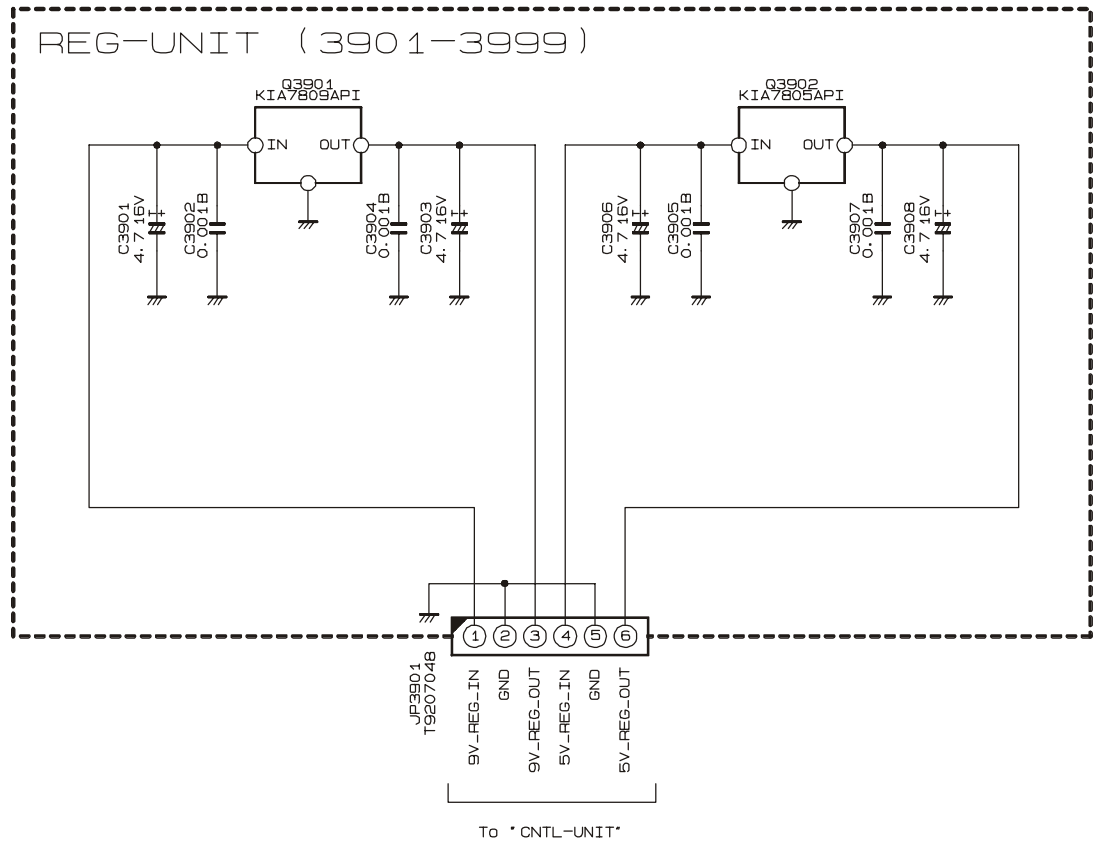 REG-UNIT (3901-3999)
Q3901
KIA7809API
IN OUT
C3901
4.7 16V
C3902
0.001B
C3904
0.001B
C3903
4.7 16V
Q3902
KIA7805API
IN OUT
C3906
4.7 16V
C3905
0.001B
C3907
0.001B
C3908
4.7 16V
1 2 3 4 5 6
JP3901
T9207048
9V_REG_IN
GND
9V_REG_OUT
5V_REG_IN
GND
5V_REG_OUT
To "CNTL-UNIT"